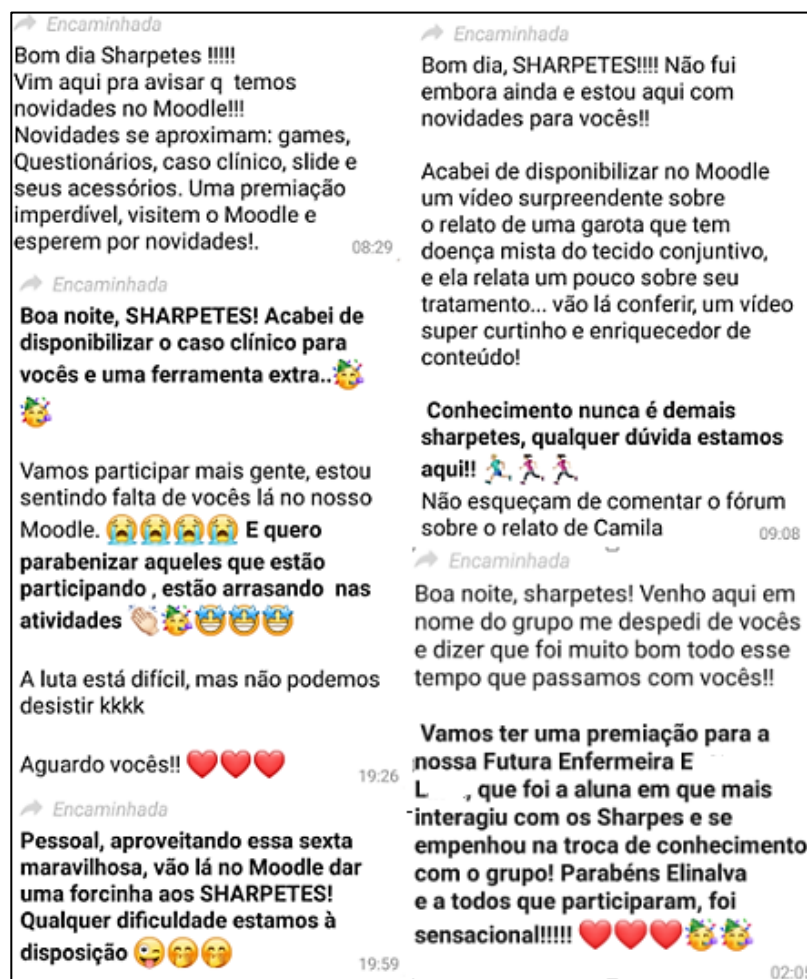 Encaminhada
Bom dia Sharpetes !!!!!
Vim aqui pra avisar q temos
novidades no Moodle!!!
Novidades se aproximam: games,
Questionários, caso clínico, slide e
seus acessórios. Uma premiação
imperdível, visitem o Moodle e
esperem por novidades!.
08:29
Encaminhada
Boa noite, SHARPETES! Acabei de
disponibilizar o caso clínico para
vocês e uma ferramenta extra..🥳
🥳
Vamos participar mais gente, estou
sentindo falta de vocês lá no nosso
Moodle. 😭😭😭😭 E quero
parabenizar aqueles que estão
participando , estão arrasando nas
atividades 👏🏻🥳🤩🤩🤩
A luta está difícil, mas não podemos
desistir kkkk
Aguardo vocês!! ❤️❤️❤️
19:26
Encaminhada
Pessoal, aproveitando essa sexta
maravilhosa, vão lá no Moodle dar
uma forcinha aos SHARPETES!
Qualquer dificuldade estamos à
disposição 😜🤭🤭
19:59
Encaminhada
Bom dia, SHARPETES!!!! Não fui
embora ainda e estou aqui com
novidades para vocês!!
Acabei de disponibilizar no Moodle
um vídeo surpreendente sobre
o relato de uma garota que tem
doença mista do tecido conjuntivo,
e ela relata um pouco sobre seu
tratamento... vão lá conferir, um vídeo
super curtinho e enriquecedor de
conteúdo!
Conhecimento nunca é demais
sharpetes, qualquer dúvida estamos
aqui!! 🏃🏼‍♂️🏃🏻‍♀️🏃🏻‍♀️
Não esqueçam de comentar o fórum
sobre o relato de Camila
09:08
Encaminhada
Boa noite, sharpetes! Venho aqui em
nome do grupo me despedi de vocês
e dizer que foi muito bom todo esse
tempo que passamos com vocês!!
Vamos ter uma premiação para a
nossa Futura Enfermeira E
L , que foi a aluna em que mais
interagiu com os Sharpes e se
empenhou na troca de conhecimento
com o grupo! Parabéns Elinalva
e a todos que participaram, foi
sensacional!!!!! ❤️❤️❤️🥳🥳